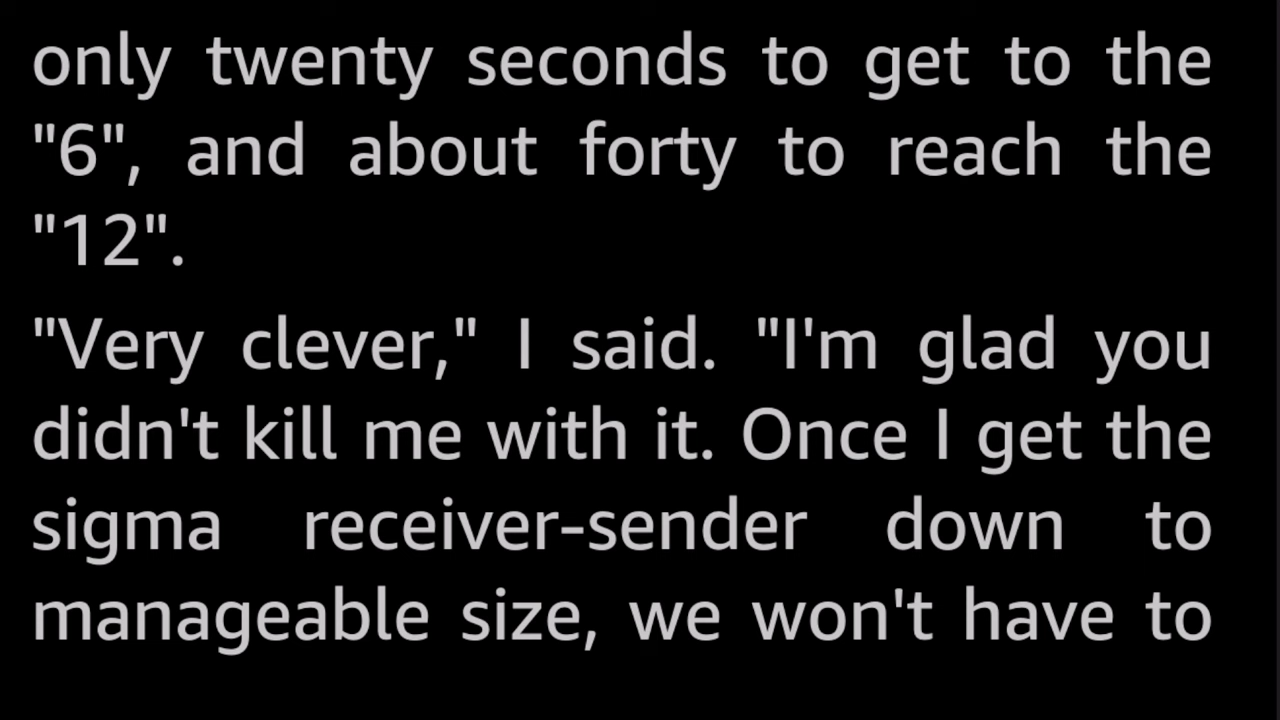 only twenty seconds to get to the
"6", and about forty to reach the
"12".
"Very clever," I said. "I'm glad you
didn't kill me with it. Once I get the
sigma receiver-sender down to
manageable size, we won't have to